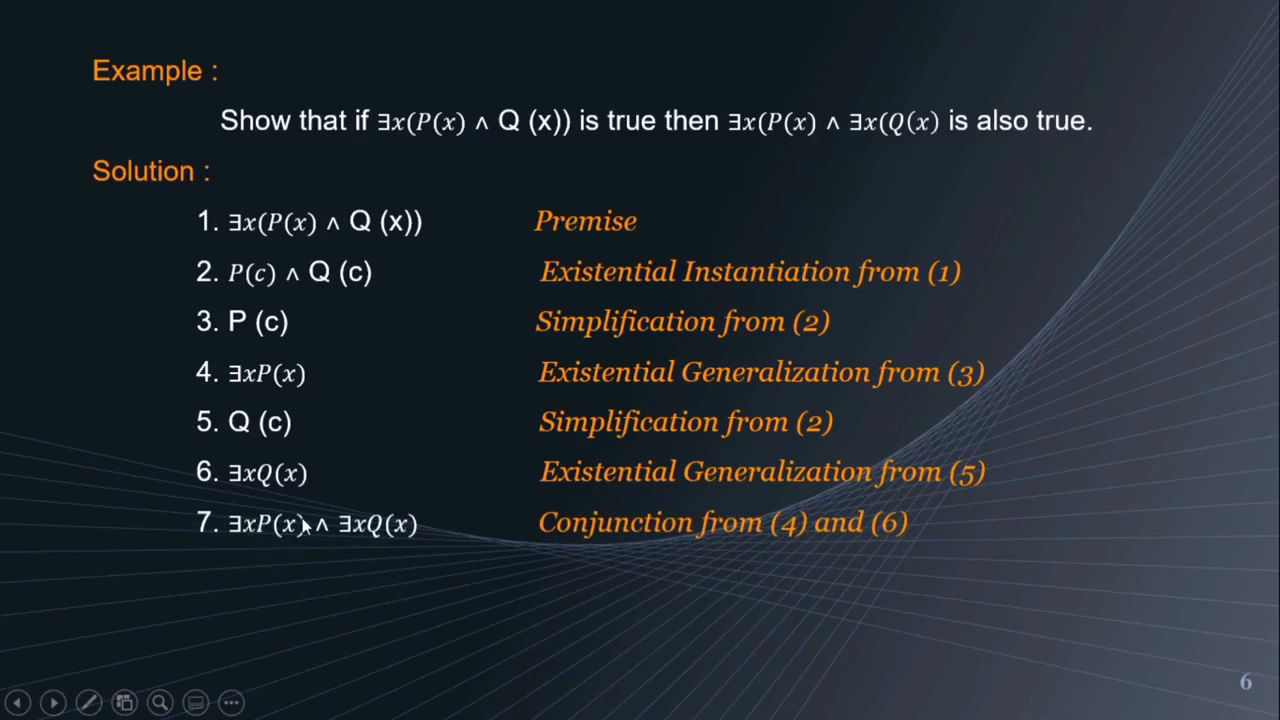 Example :
Show that if ∃x(P(x) ∧ Q (x)) is true then ∃x(P(x) ∧ ∃x(Q(x) is also true.
Solution :
1. ∃x(P(x) ∧ Q (x)) Premise
2. P(c) ∧ Q (c) Existential Instantiation from (1)
3. P (c) Simplification from (2)
4. ∃xP(x) Existential Generalization from (3)
5. Q (c) Simplification from (2)
6. ∃xQ(x) Existential Generalization from (5)
7. ∃xP(x) ∧ ∃xQ(x) Conjunction from (4) and (6)
6